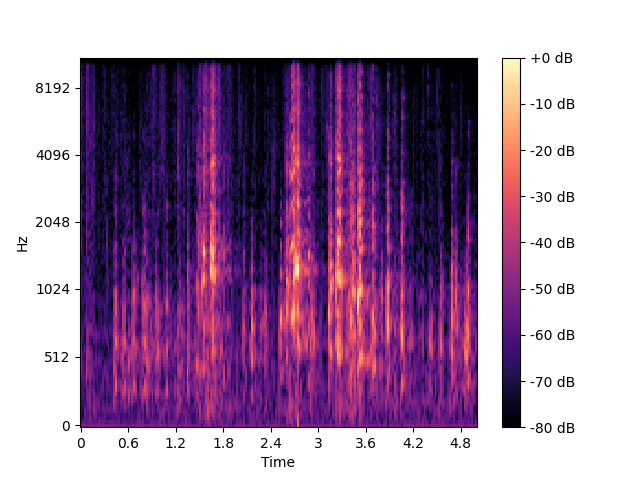 +0 dB
8192
-10 dB
4096
-20 dB
-30 dB
2048
-40 dB
Hz
1024
-50 dB
512
-60 dB
-70 dB
0
-80 dB
0 0.6 1.2 1.8 2.4 3 3.6 4.2 4.8
Time